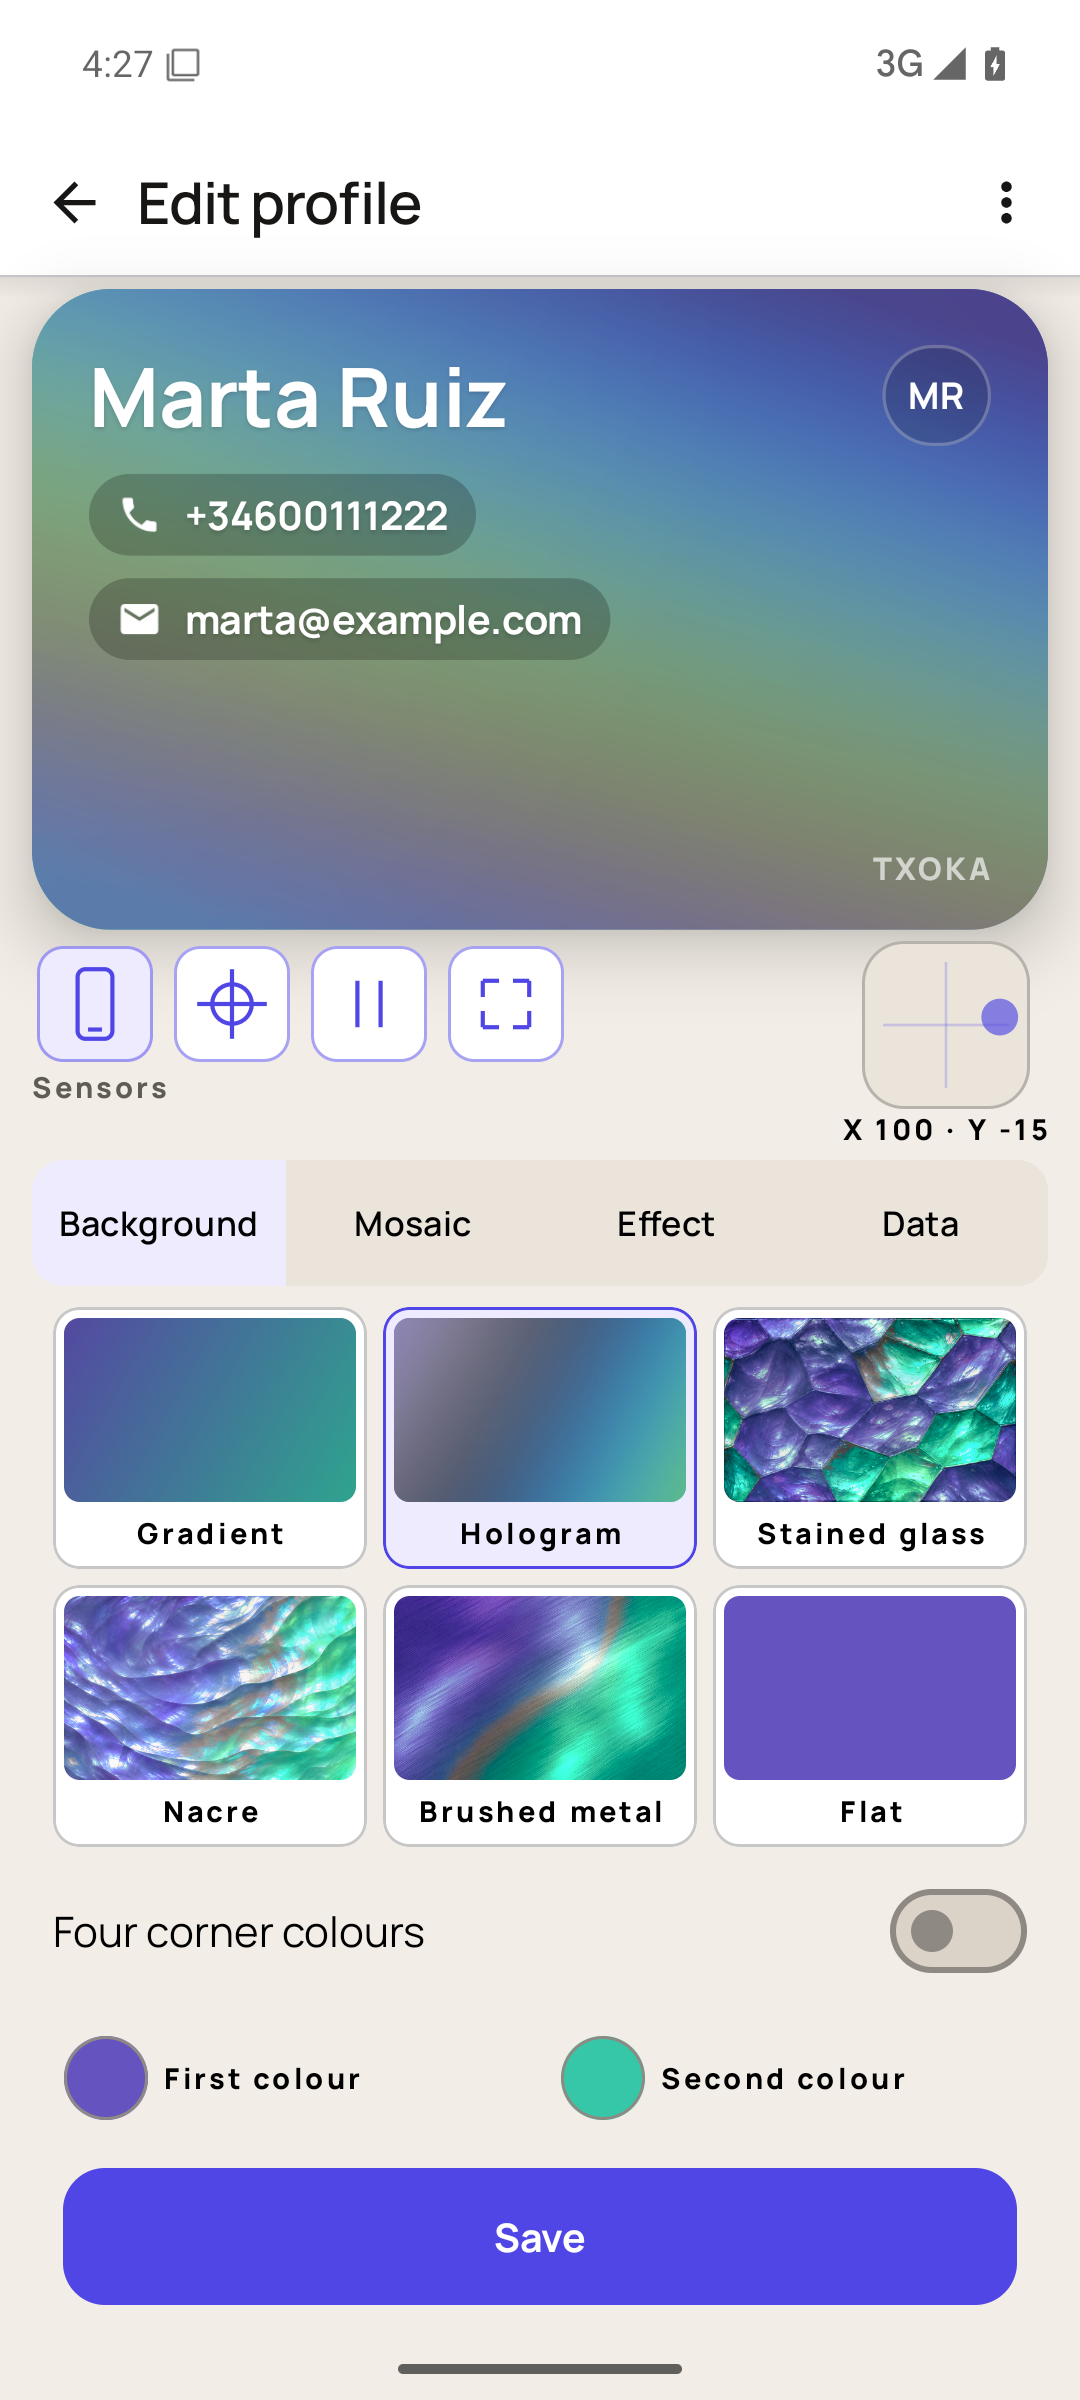 4:27
3G
Edit profile
Marta Ruiz
MR
+34600111222
marta@example.com
TXOKA
Sensors
X 100 · Y -15
Background
Mosaic
Effect
Data
Gradient
Hologram
Stained glass
Nacre
Brushed metal
Flat
Four corner colours
First colour
Second colour
Save